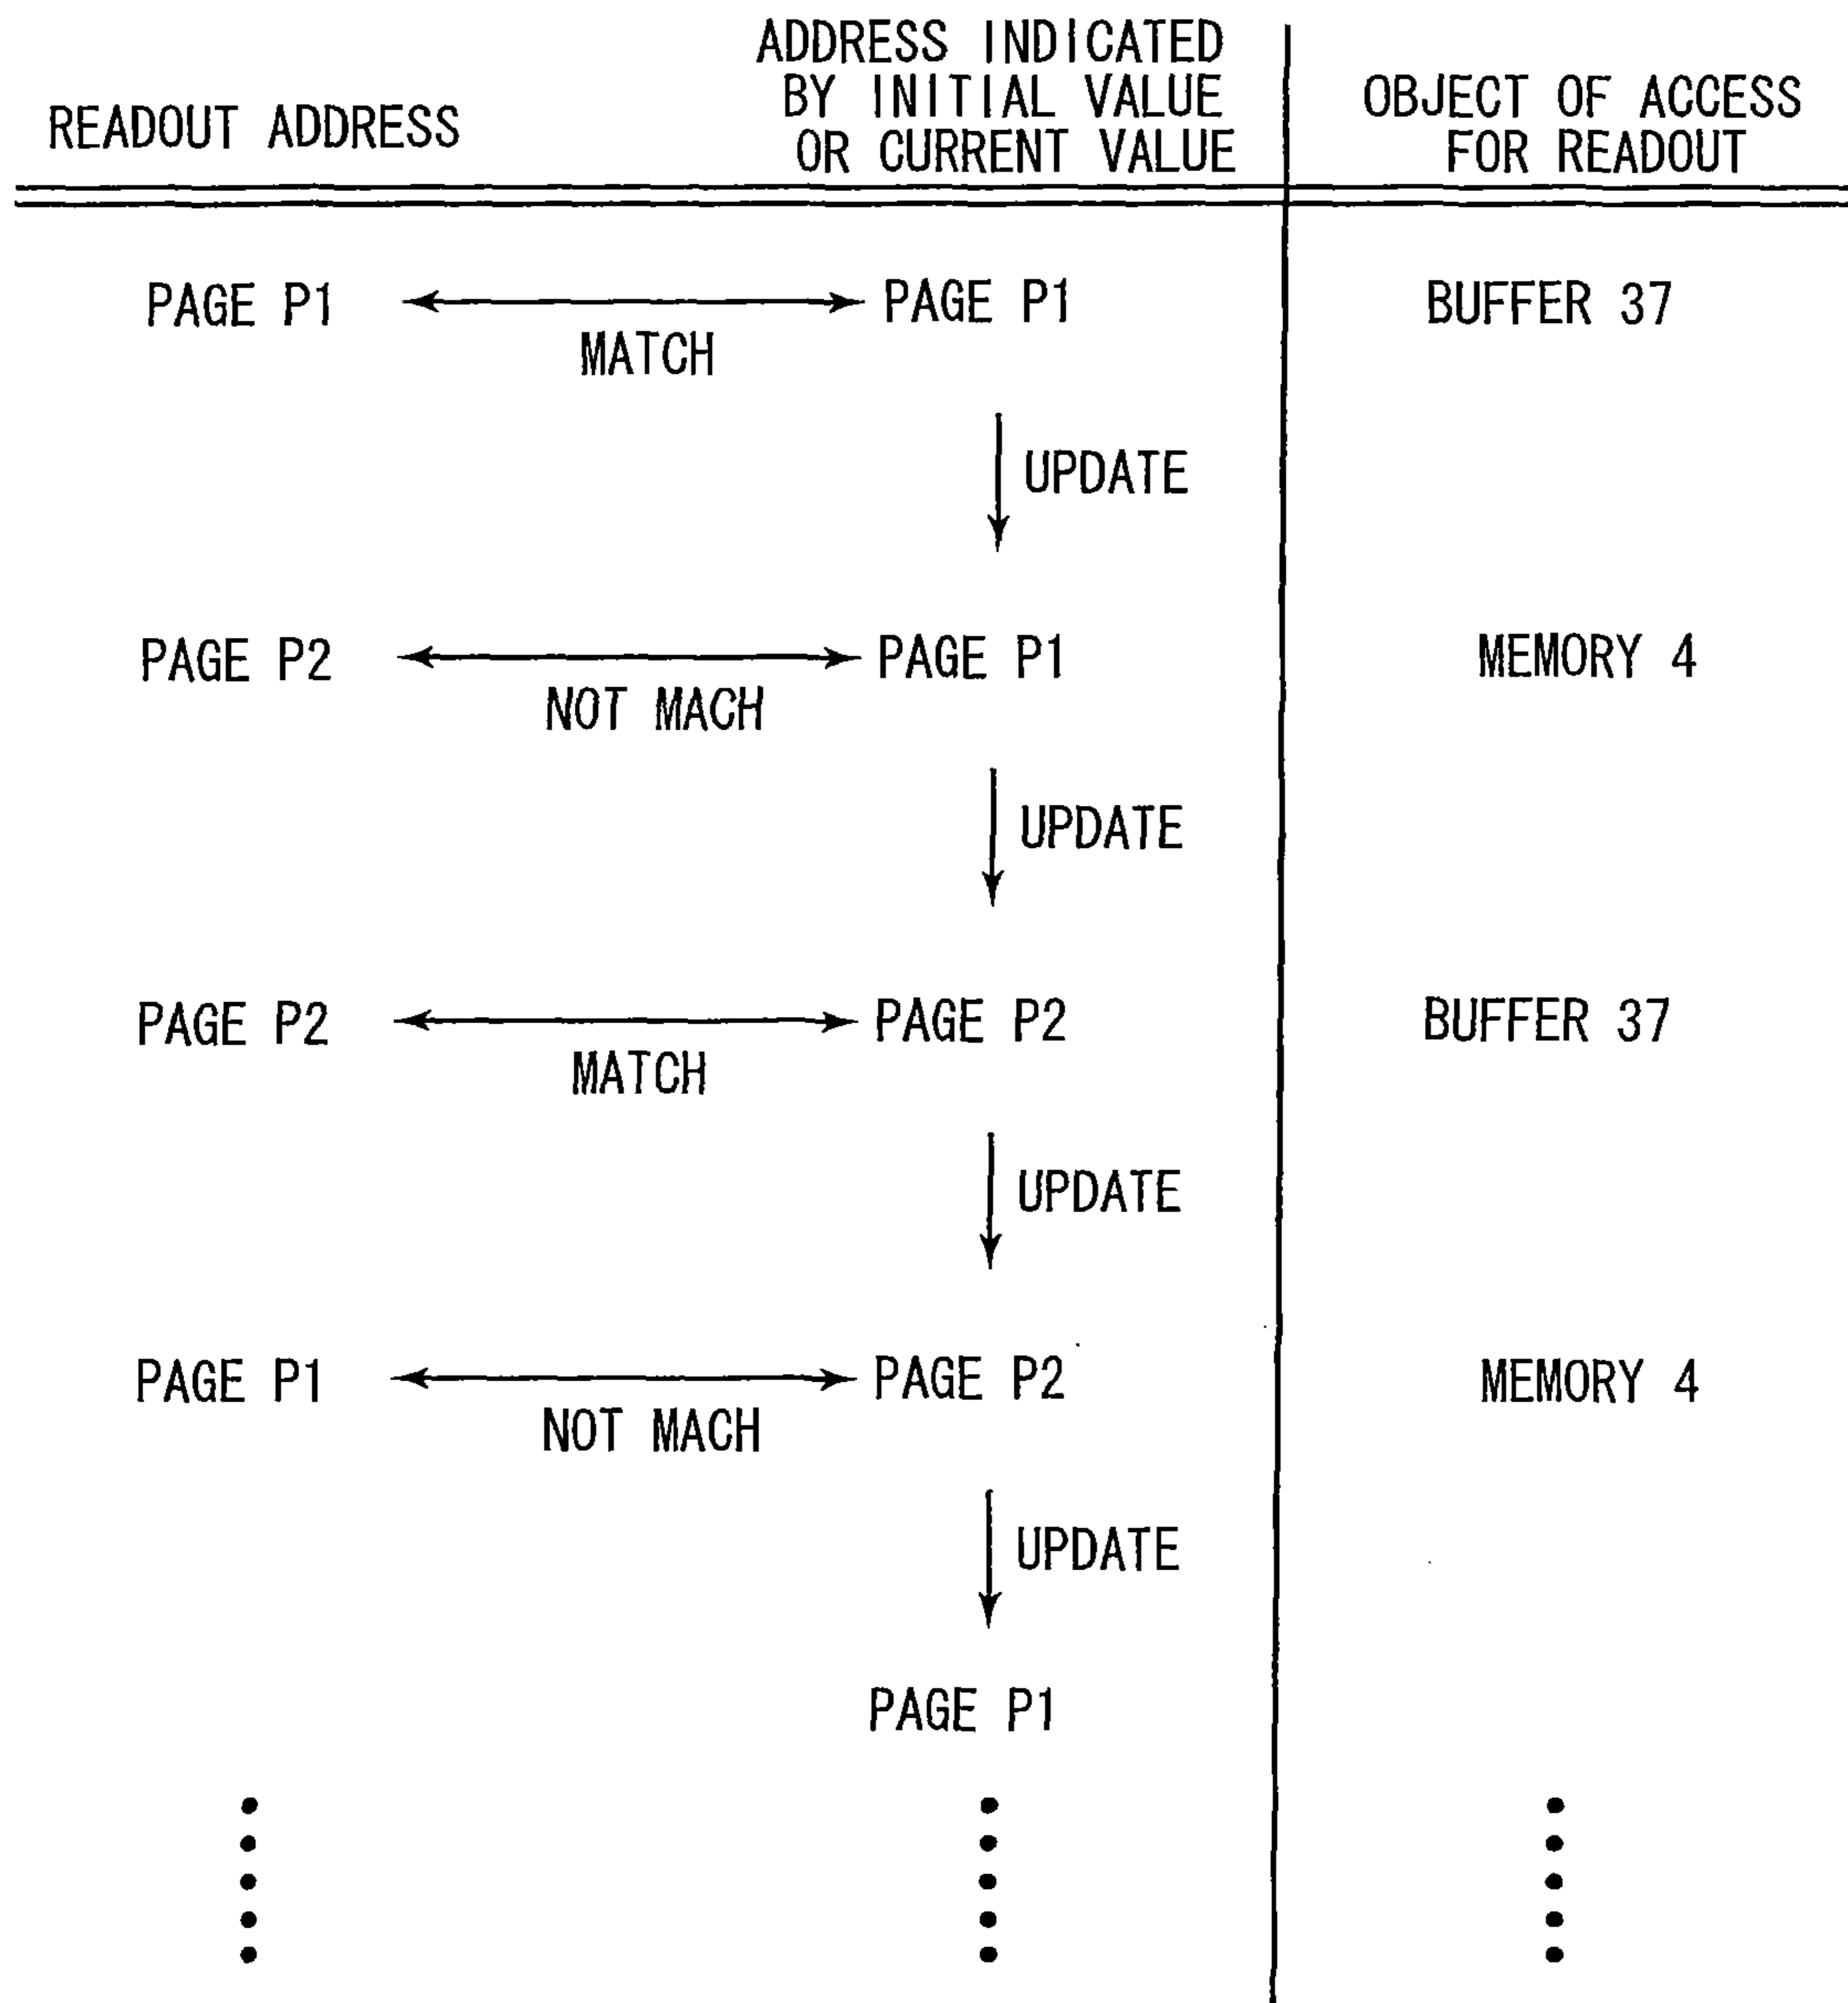 READOUT ADDRESS
ADDRESS INDICATED
BY INITIAL VALUE
OR CURRENT VALUE
OBJECT OF ACCESS
FOR READOUT
PAGE P1
PAGE P1
BUFFER 37
MATCH
UPDATE
PAGE P2
PAGE P1
MEMORY 4
NOT MACH
UPDATE
PAGE P2
PAGE P2
BUFFER 37
MATCH
UPDATE
PAGE P1
PAGE P2
MEMORY 4
NOT MACH
UPDATE
PAGE P1